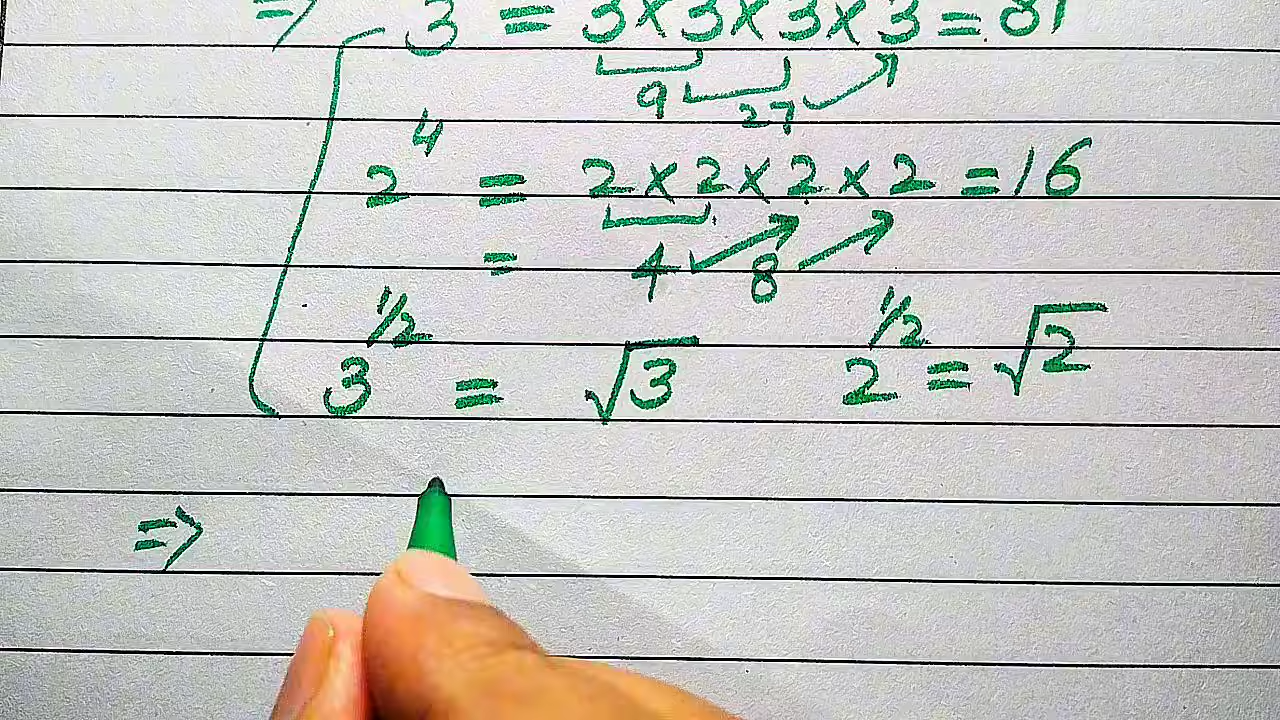 ⇒ 3 = 3×3×3×3 = 81
9 27
2⁴ = 2×2×2×2 = 16
= 4 8
3^1/2 = √3 2^1/2 = √2
⇒